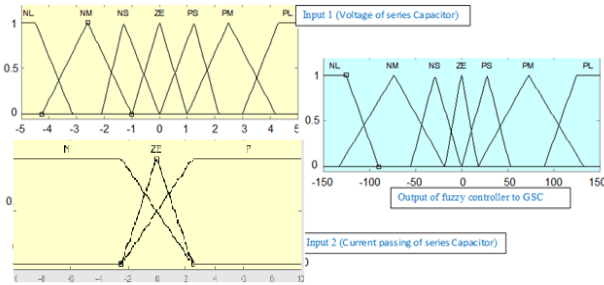 NL NM NS ZE PS PM PL
Input 1 (Voltage of series Capacitor)
1
0.5
0
-5 -4 -3 -2 -1 0 1 2 3 4 5
NL NM NS ZE PS PM PL
1
0.5
0
-150 -100 -50 0 50 100 150
Output of fuzzy controller to GSC
N ZE P
0.
0
-8 -6 -4 -2 0 2 4 6 8 10
Input 2 (Current passing of series Capacitor)